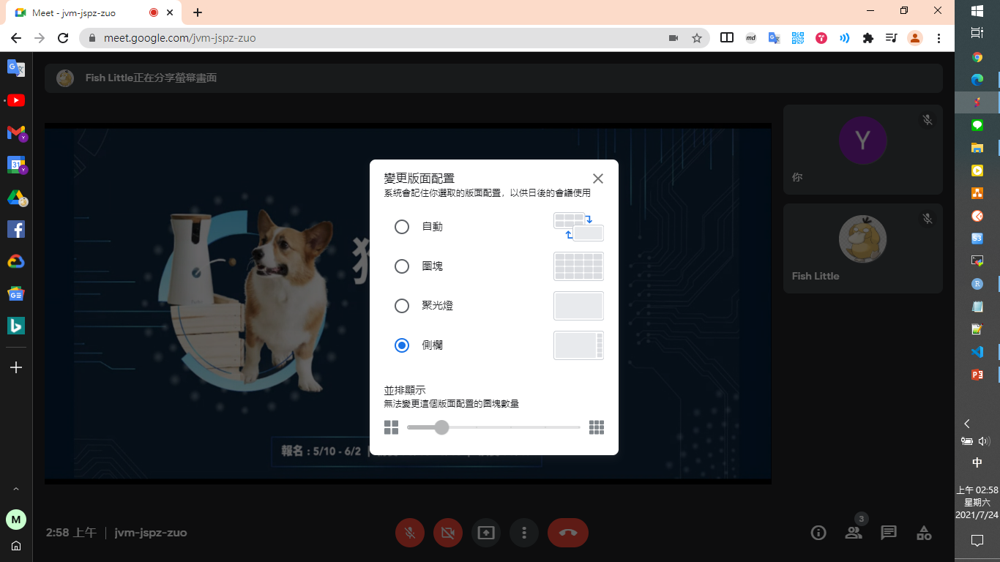 Meet - jvm-jspz-zuo
meet.google.com/jvm-jspz-zuo
md
Fish Little正在分享螢幕畫面
Y
你
Fish Little
變更版面配置
系統會記住你選取的版面配置，以供日後的會議使用
自動
圖塊
聚光燈
側欄
並排顯示
無法變更這個版面配置的圖塊數量
報名：5/10 - 6/2
31
Y
Y
M
2:58 上午
jvm-jspz-zuo
3
S3
R
中
上午 02:58
星期六
2021/7/24